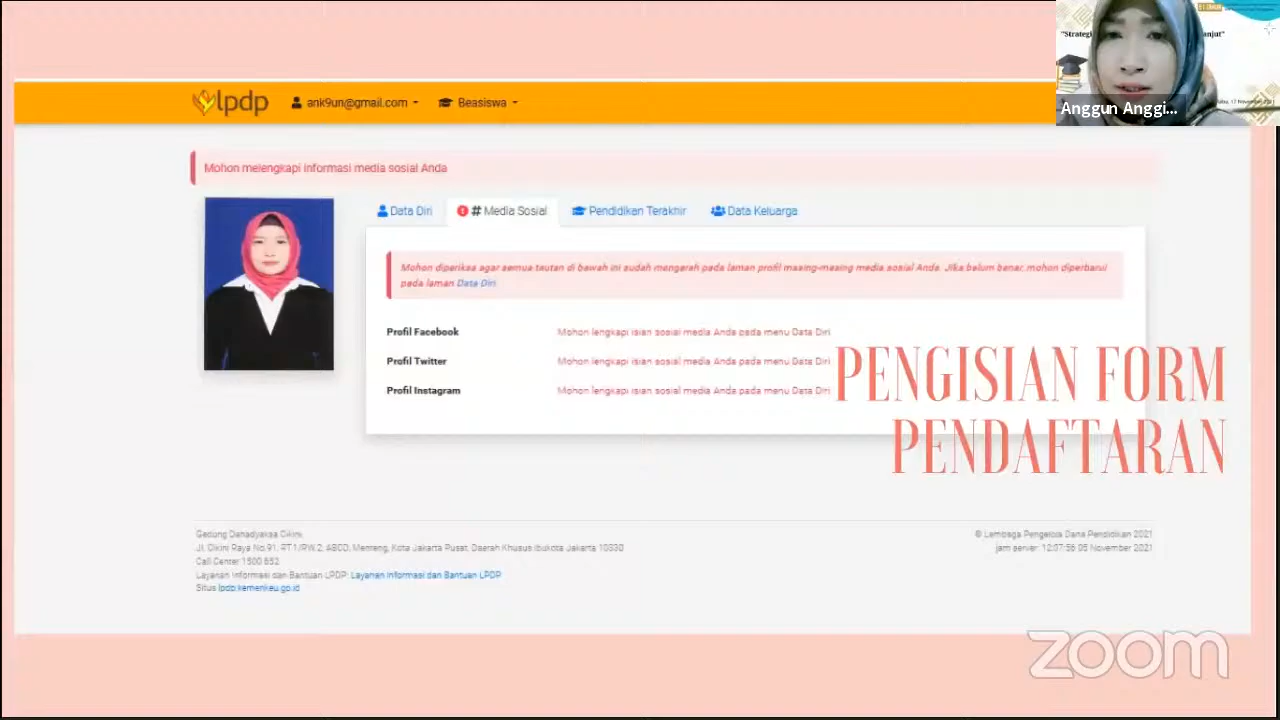 "Strategi
anjut"
Rabu, 17 November 2021
Anggun Anggi...
lpdp
ank9un@gmail.com
Beasiswa
Mohon melengkapi informasi media sosial Anda
Data Diri
# Media Sosial
Pendidikan Terakhir
Data Keluarga
Mohon diperiksa agar semua tautan di bawah ini sudah mengarah pada laman profil masing-masing media sosial Anda. Jika belum benar, mohon diperbarui
pada laman Data Diri
Profil Facebook Mohon lengkapi isian sosial media Anda pada menu Data Diri
Profil Twitter Mohon lengkapi isian sosial media Anda pada menu Data Diri
Profil Instagram Mohon lengkapi isian sosial media Anda pada menu Data Diri
PENGISIAN FORM
PENDAFTARAN
Gedung Danadyaksa Cikini
Jl. Cikini Raya No.91, RT.1/RW.2, ABCD, Menteng, Kota Jakarta Pusat, Daerah Khusus Ibukota Jakarta 10330
Call Center 1500 652
Layanan Informasi dan Bantuan LPDP: Layanan Informasi dan Bantuan LPDP
Situs lpdp.kemenkeu.go.id
© Lembaga Pengelola Dana Pendidikan 2021
jam server: 12:07:56 05 November 2021
zoom